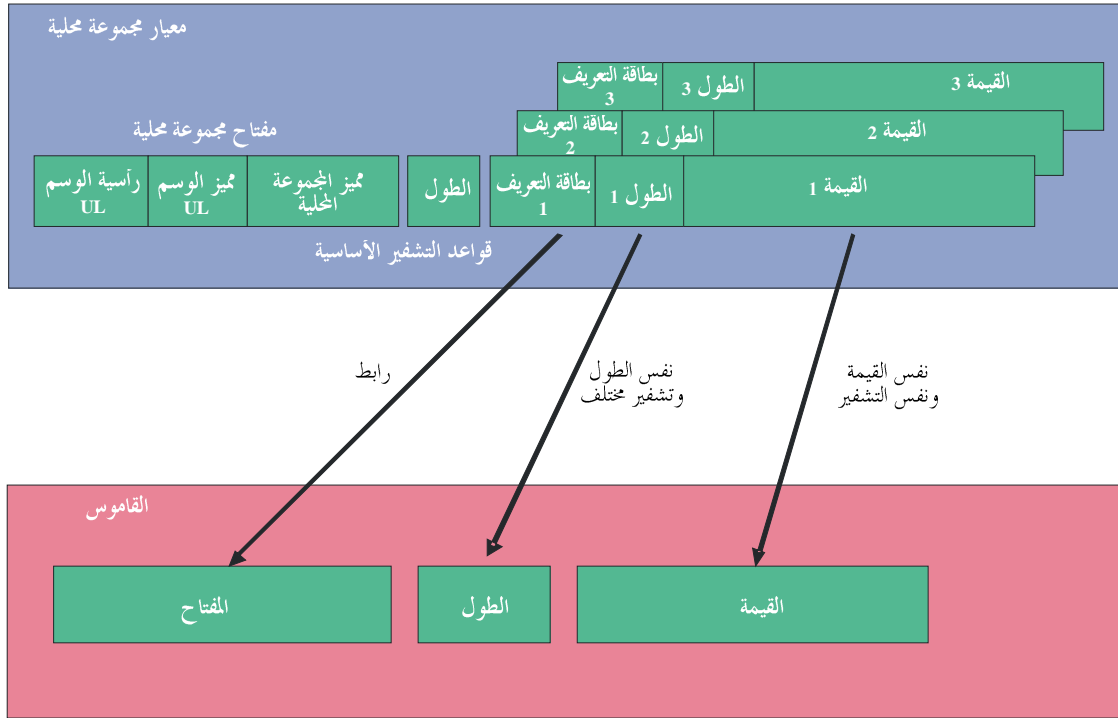 معيار مجموعة محلية
بطاقة التعريف
3
الطول 3
القيمة 3
مفتاح مجموعة محلية
بطاقة التعريف
2
الطول 2
القيمة 2
رآسية الوسم
UL
مميز الوسم
UL
مميز المجموعة
المحلية
الطول
بطاقة التعريف
1
الطول 1
القيمة 1
قواعد التشفير الأساسية
رابط
نفس الطول
وتشفير مختلف
نفس القيمة
ونفس التشفير
القاموس
المفتاح
الطول
القيمة